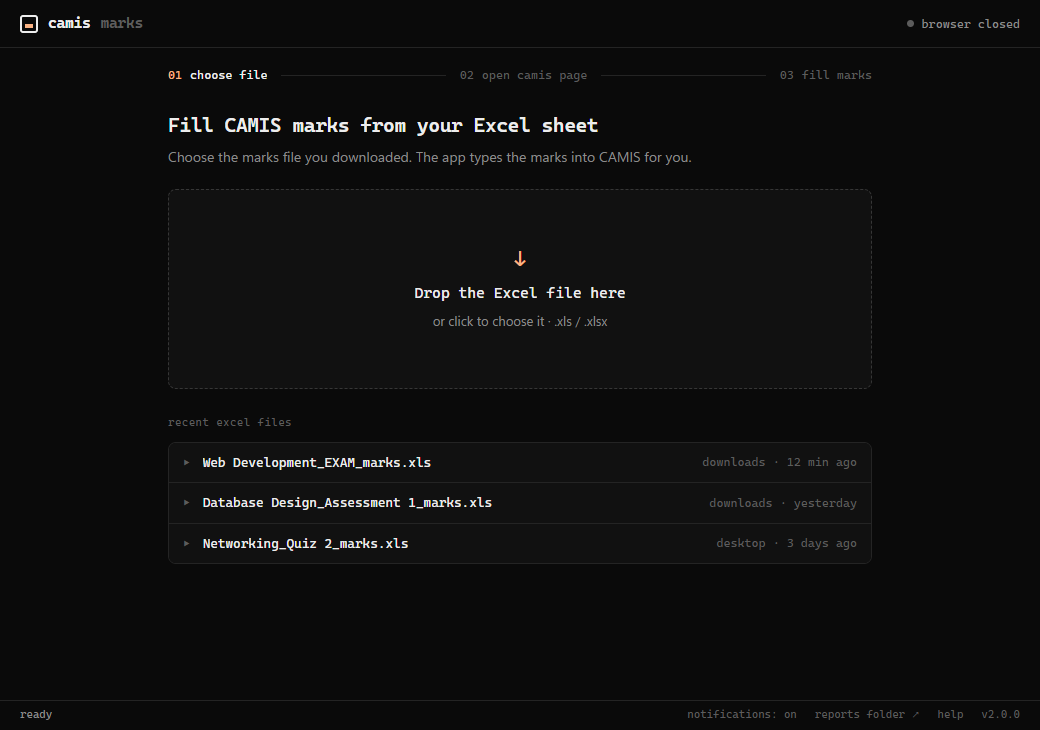 camis marks
browser closed
01 choose file
02 open camis page
03 fill marks
Fill CAMIS marks from your Excel sheet
Choose the marks file you downloaded. The app types the marks into CAMIS for you.
↓
Drop the Excel file here
or click to choose it · .xls / .xlsx
recent excel files
▸ Web Development_EXAM_marks.xls downloads · 12 min ago
▸ Database Design_Assessment 1_marks.xls downloads · yesterday
▸ Networking_Quiz 2_marks.xls desktop · 3 days ago
ready
notifications: on reports folder ↗ help v2.0.0